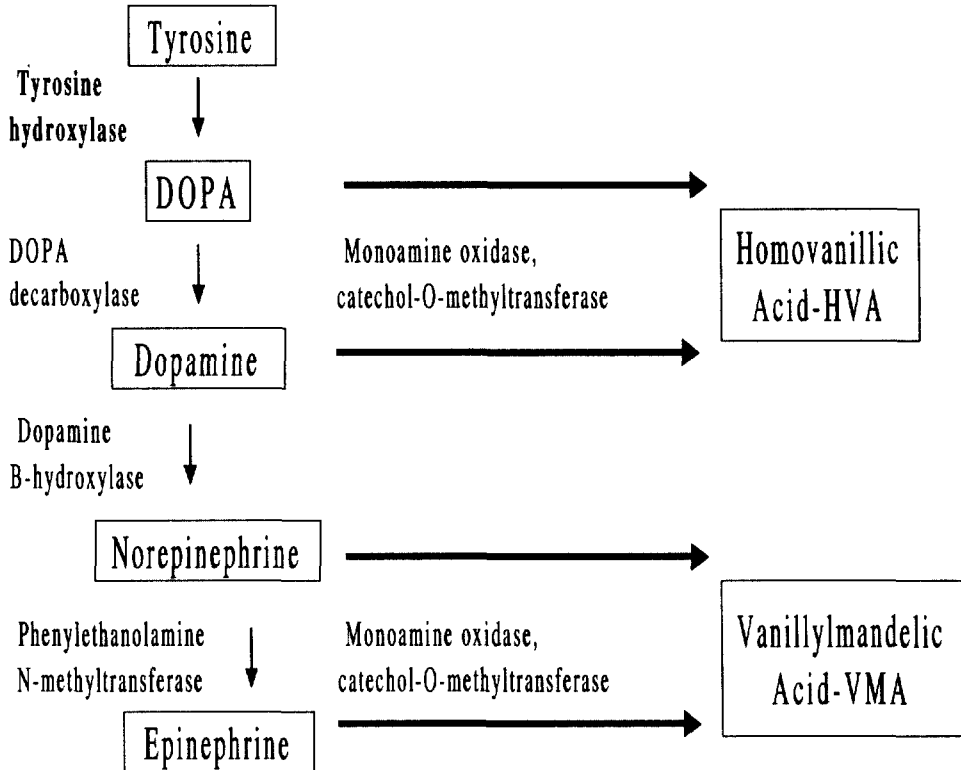 Tyrosine
Tyrosine
hydroxylase
DOPA
DOPA
decarboxylase
Monoamine oxidase,
catechol-O-methyltransferase
Homovanillic
Acid-HVA
Dopamine
Dopamine
B-hydroxylase
Norepinephrine
Phenylethanolamine
N-methyltransferase
Monoamine oxidase,
catechol-O-methyltransferase
Vanillylmandelic
Acid-VMA
Epinephrine